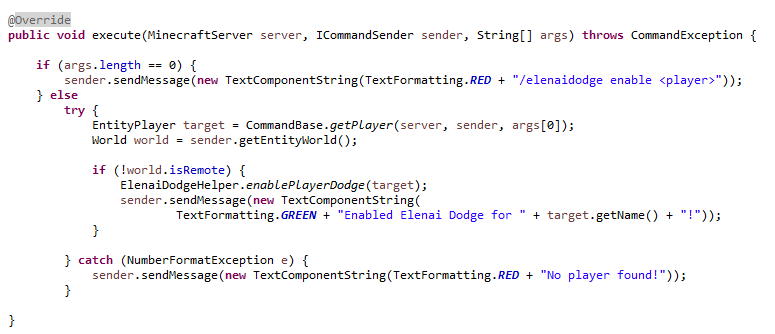 @Override
public void execute(MinecraftServer server, ICommandSender sender, String[] args) throws CommandException {
if (args.length == 0) {
sender.sendMessage(new TextComponentString(TextFormatting.RED + "/elenaidodge enable <player>"));
} else
try {
EntityPlayer target = CommandBase.getPlayer(server, sender, args[0]);
World world = sender.getEntityWorld();
if (!world.isRemote) {
ElenaiDodgeHelper.enablePlayerDodge(target);
sender.sendMessage(new TextComponentString(
TextFormatting.GREEN + "Enabled Elenai Dodge for " + target.getName() + "!"));
}
} catch (NumberFormatException e) {
sender.sendMessage(new TextComponentString(TextFormatting.RED + "No player found!"));
}
}